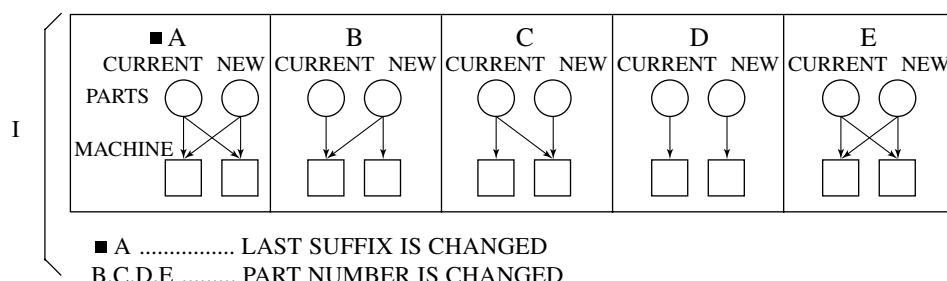 ■ A B C D E
CURRENT NEW CURRENT NEW CURRENT NEW CURRENT NEW CURRENT NEW
PARTS
I
MACHINE
■ A ................ LAST SUFFIX IS CHANGED
B.C.D.E ......... PART NUMBER IS CHANGED